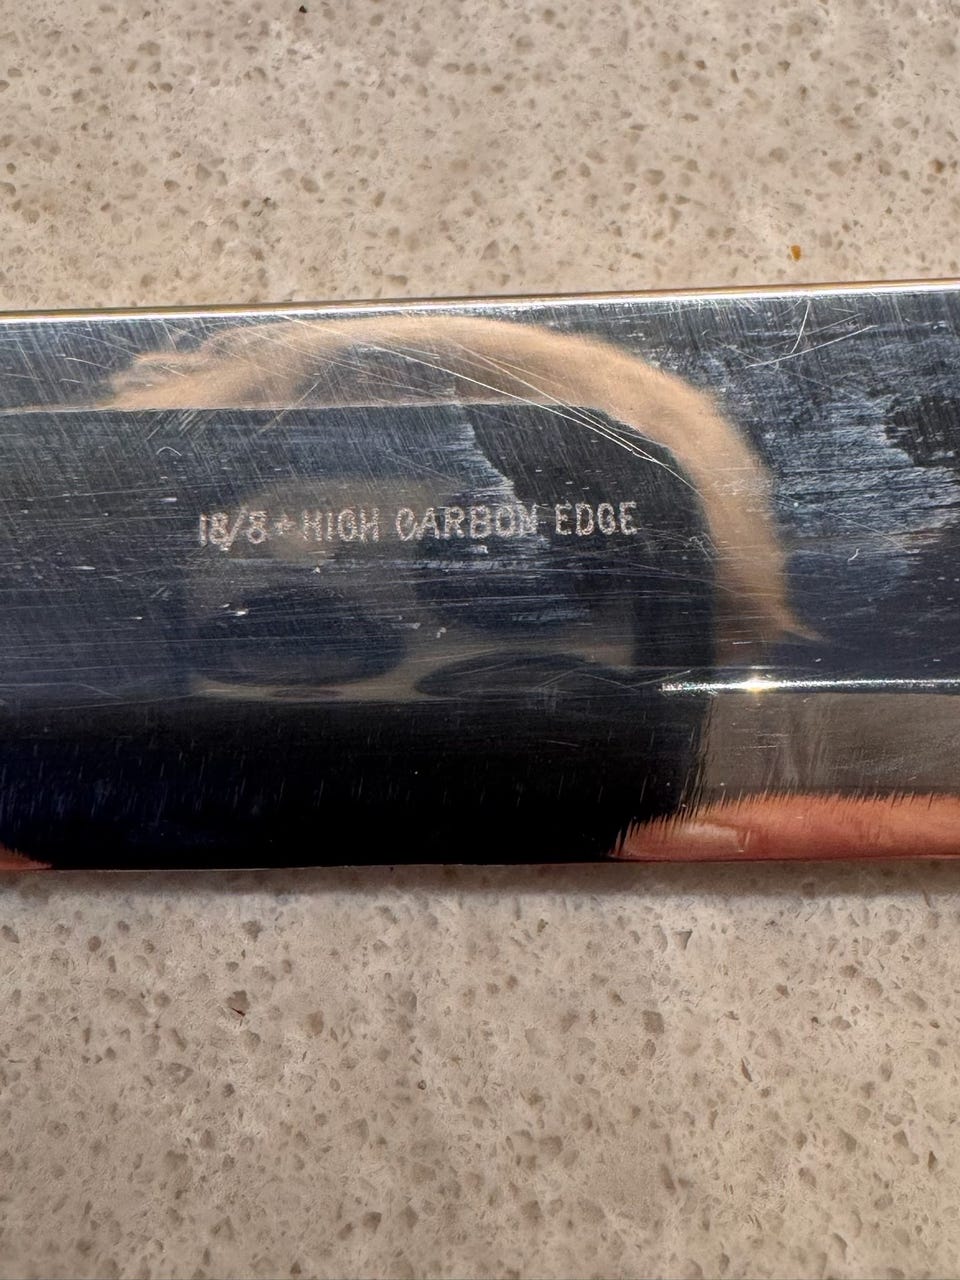 18/8 + HIGH CARBON EDGE